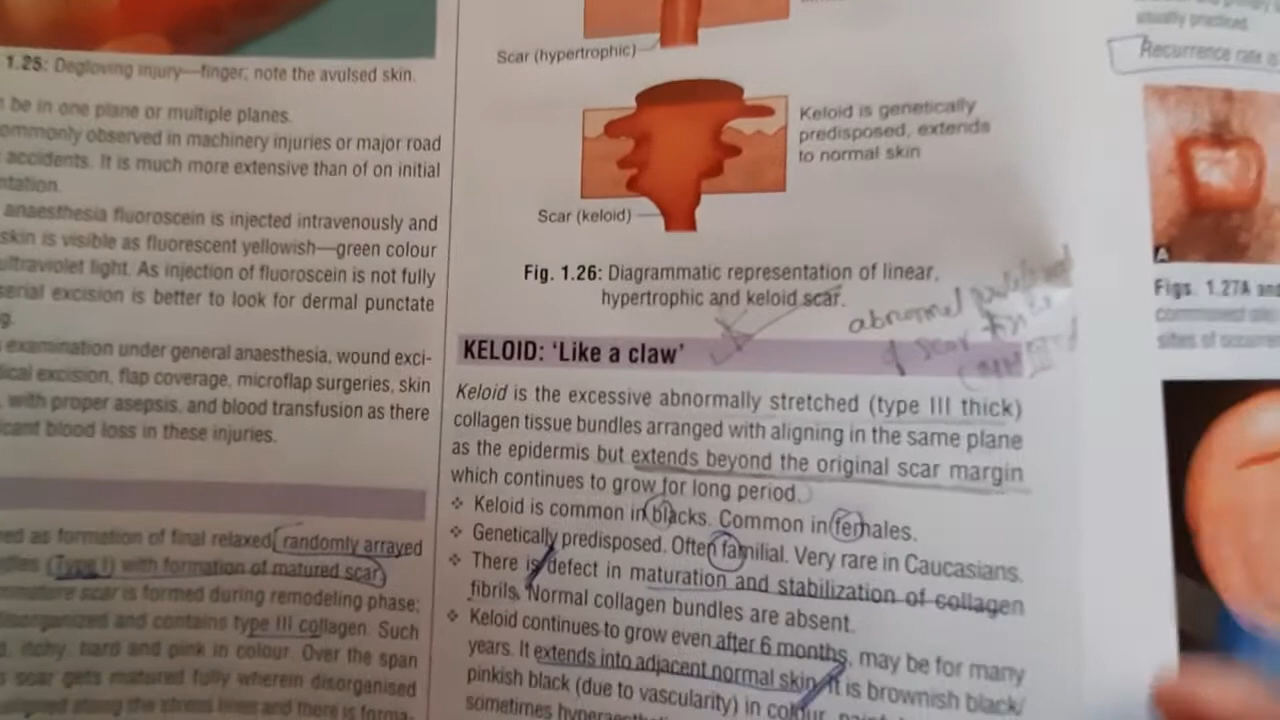 1.25: Degloving injury—finger; note the avulsed skin.
be in one plane or multiple planes.
ommonly observed in machinery injuries or major road
accidents. It is much more extensive than of on initial
ntation.
anaesthesia fluoroscein is injected intravenously and
skin is visible as fluorescent yellowish—green colour
ultraviolet light. As injection of fluoroscein is not fully
serial excision is better to look for dermal punctate
g.
examination under general anaesthesia, wound exci-
ical excision, flap coverage, microflap surgeries, skin
with proper asepsis, and blood transfusion as there
icant blood loss in these injuries.
ed as formation of final relaxed randomly arrayed
dles (Type I) with formation of matured scar.
mmature scar is formed during remodeling phase;
disorganized and contains type III collagen. Such
, itchy, hard and pink in colour. Over the span
scar gets matured fully wherein disorganised
along the stress lines and there is forma-
Scar (hypertrophic)
Keloid is genetically
predisposed, extends
to normal skin
Scar (keloid)
Fig. 1.26: Diagrammatic representation of linear,
hypertrophic and keloid scar.
abnormal
of scar
KELOID: 'Like a claw'
Keloid is the excessive abnormally stretched (type III thick)
collagen tissue bundles arranged with aligning in the same plane
as the epidermis but extends beyond the original scar margin
which continues to grow for long period.
❖ Keloid is common in blacks. Common in females.
❖ Genetically predisposed. Often familial. Very rare in Caucasians.
❖ There is defect in maturation and stabilization of collagen
fibrils. Normal collagen bundles are absent.
❖ Keloid continues to grow even after 6 months, may be for many
years. It extends into adjacent normal skin. It is brownish black/
pinkish black (due to vascularity) in colour,
sometimes
usually practised.
Recurrence rate is
A
Figs. 1.27A and
sites of